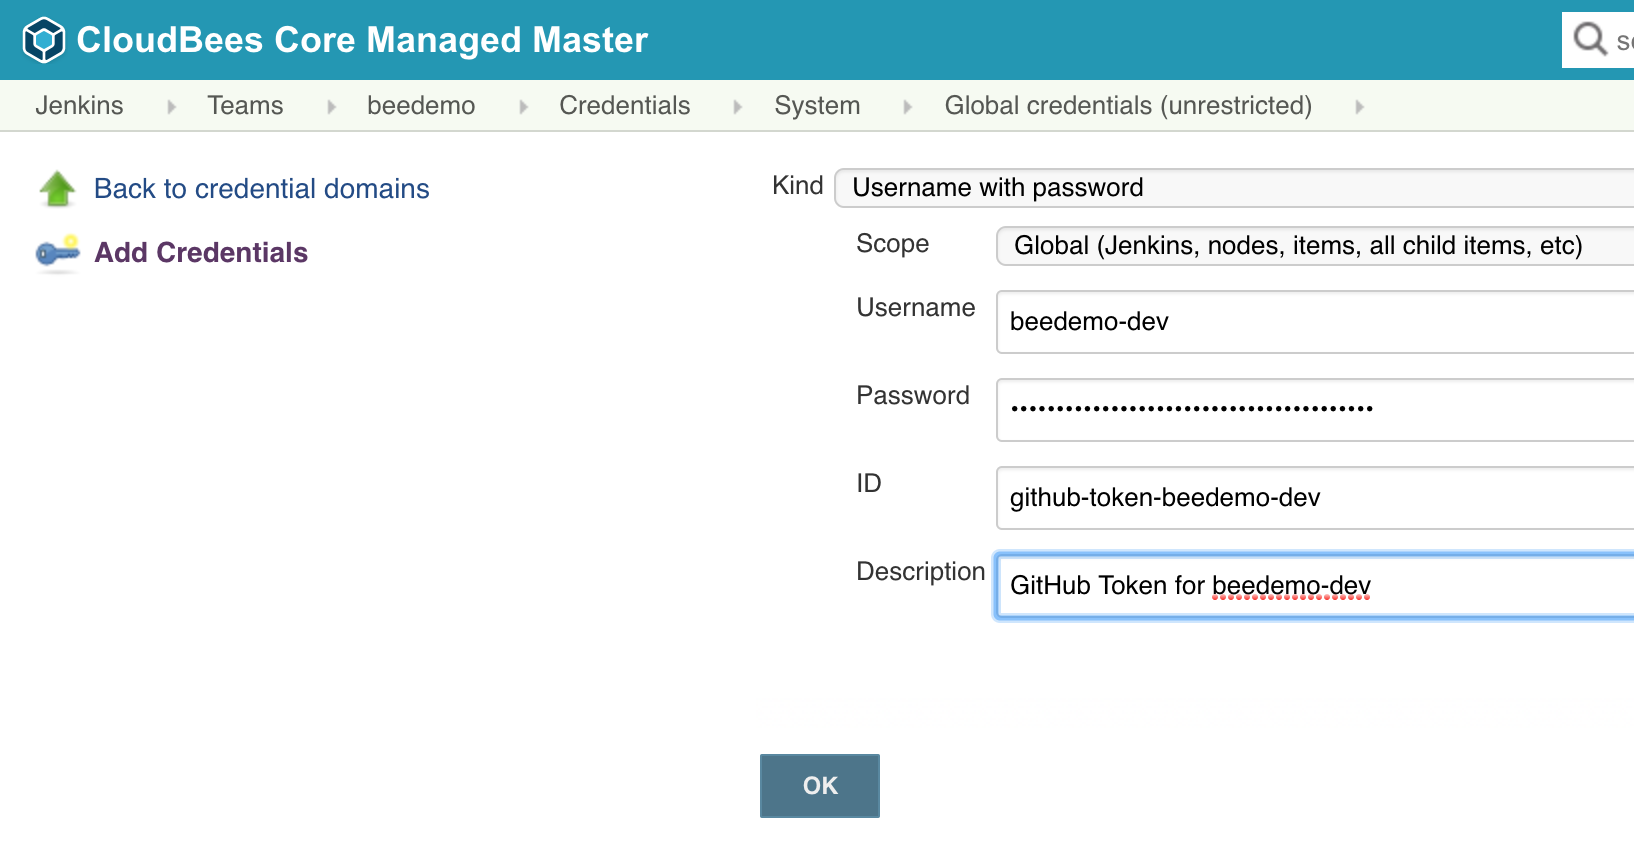 CloudBees Core Managed Master
Jenkins Teams beedemo Credentials System Global credentials (unrestricted)
Back to credential domains
Add Credentials
Kind Username with password
Scope Global (Jenkins, nodes, items, all child items, etc)
Username beedemo-dev
Password ••••••••••••••••••••••••••••••••••••••••
ID github-token-beedemo-dev
Description GitHub Token for beedemo-dev
OK